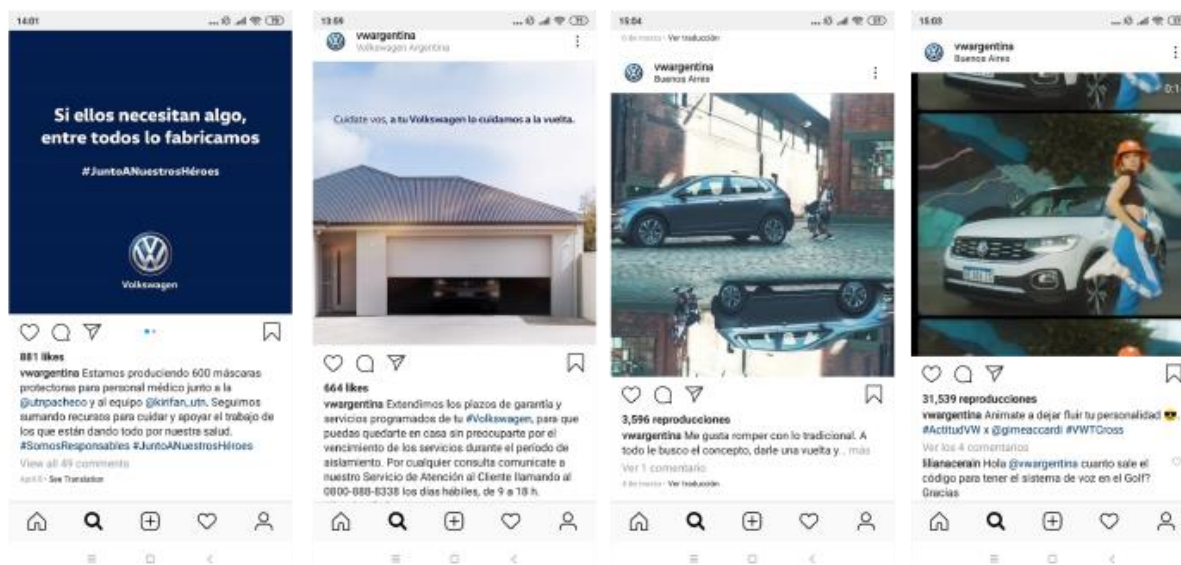 14:01
Si ellos necesitan algo,
entre todos lo fabricamos
#JuntoANuestrosHéroes
Volkswagen
881 likes
vwargentina Estamos produciendo 600 máscaras
protectoras para personal médico junto a la
@utnpacheco y al equipo @kirifan_utn. Seguimos
sumando recursos para cuidar y apoyar el trabajo de
los que están dando todo por nuestra salud.
#SomosResponsables #JuntoANuestrosHéroes
View all 49 comments
April 8 · See Translation
13:59
vwargentina
Volkswagen Argentina
Cuidate vos, a tu Volkswagen lo cuidamos a la vuelta.
664 likes
vwargentina Extendimos los plazos de garantía y
servicios programados de tu #Volkswagen, para que
puedas quedarte en casa sin preocuparte por el
vencimiento de los servicios durante el período de
aislamiento. Por cualquier consulta comunicate a
nuestro Servicio de Atención al Cliente llamando al
0800-888-8338 los días hábiles, de 9 a 18 h.
15:04
6 de marzo · Ver traducción
vwargentina
Buenos Aires
3,596 reproducciones
vwargentina Me gusta romper con lo tradicional. A
todo le busco el concepto, darle una vuelta y... más
Ver 1 comentario
de marzo · Ver traducción
15:03
vwargentina
Buenos Aires
31,539 reproducciones
vwargentina Animate a dejar fluir tu personalidad 😎.
#ActitudVW x @gimeaccardi #VWTCross
Ver los 4 comentarios
lilianacerain Hola @vwargentina cuanto sale el
código para tener el sistema de voz en el Golf?
Gracias